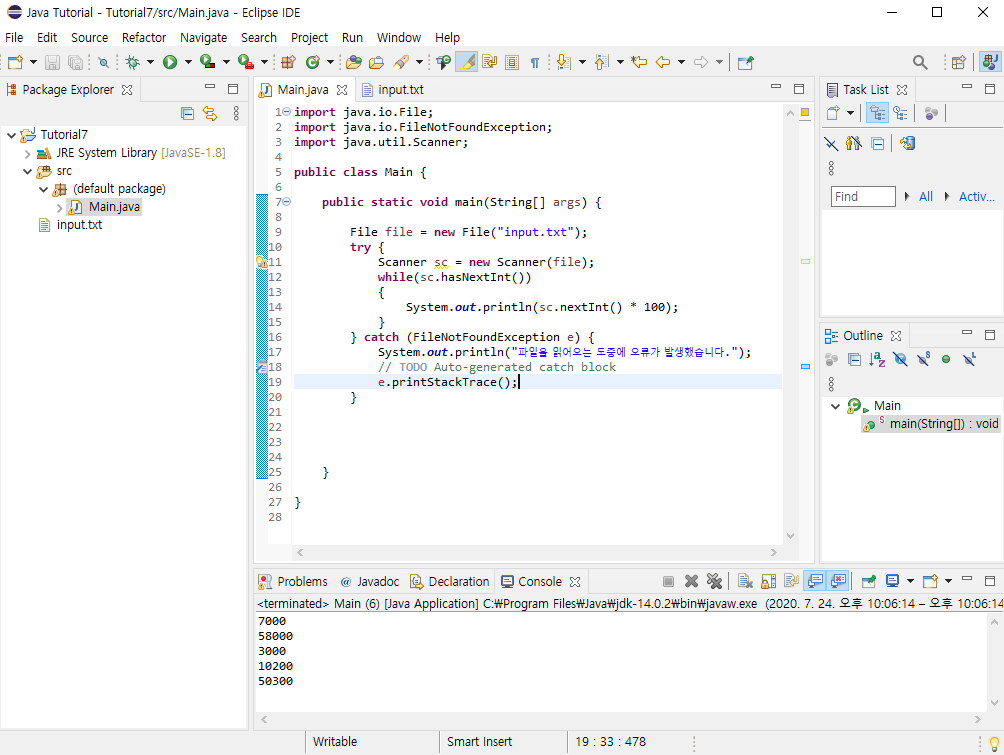 Java Tutorial - Tutorial7/src/Main.java - Eclipse IDE
File Edit Source Refactor Navigate Search Project Run Window Help
Package Explorer
Tutorial7
JRE System Library [JavaSE-1.8]
src
(default package)
Main.java
input.txt
Main.java input.txt
1 import java.io.File;
2 import java.io.FileNotFoundException;
3 import java.util.Scanner;
4
5 public class Main {
6
7 public static void main(String[] args) {
8
9 File file = new File("input.txt");
10 try {
11 Scanner sc = new Scanner(file);
12 while(sc.hasNextInt())
13 {
14 System.out.println(sc.nextInt() * 100);
15 }
16 } catch (FileNotFoundException e) {
17 System.out.println("파일을 읽어오는 도중에 오류가 발생했습니다.");
18 // TODO Auto-generated catch block
19 e.printStackTrace();
20 }
21
22
23
24
25 }
26
27 }
28
Task List
Find All Activ...
Outline
Main
main(String[]) : void
Problems Javadoc Declaration Console
<terminated> Main (6) [Java Application] C:₩Program Files₩Java₩jdk-14.0.2₩bin₩javaw.exe (2020. 7. 24. 오후 10:06:14 – 오후 10:06:14
7000
58000
3000
10200
50300
Writable Smart Insert 19 : 33 : 478